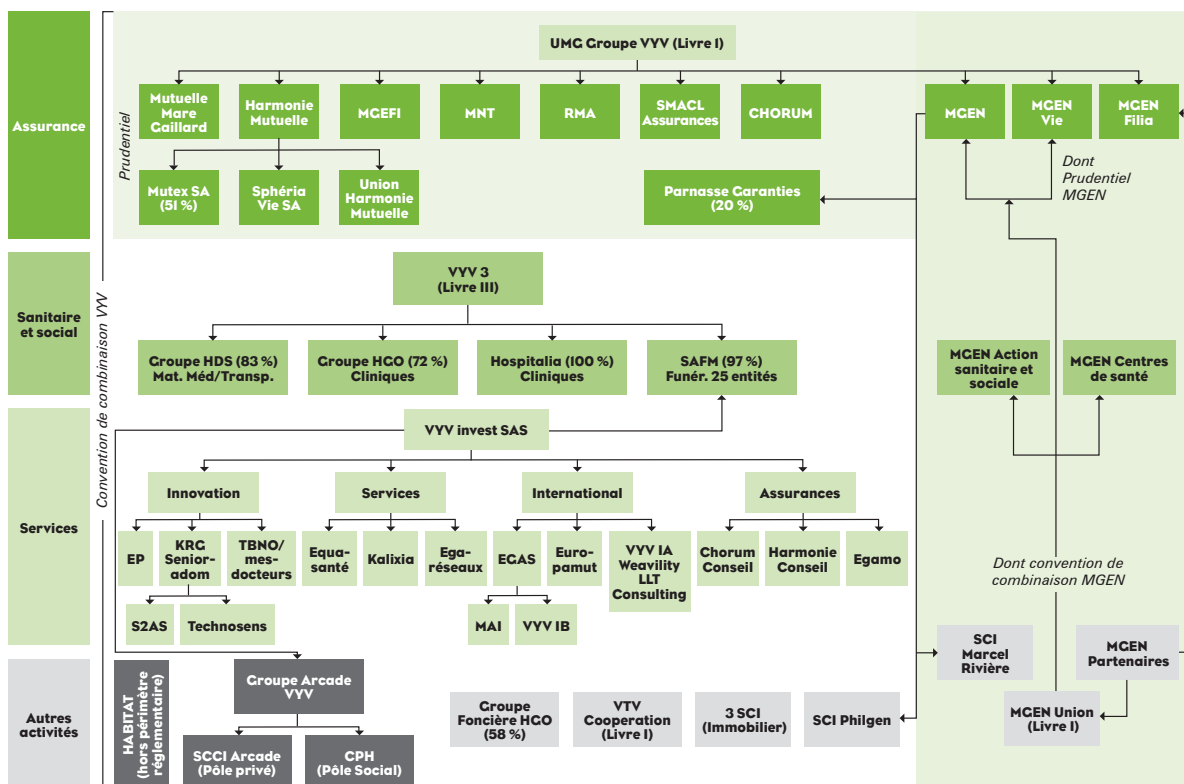 Assurance
Convention de combinaison VYV
Prudentiel
UMG Groupe VYV (Livre I)
Mutuelle
Mare
Gaillard
Harmonie
Mutuelle
MGEFI
MNT
RMA
SMACL
Assurances
CHORUM
MGEN
MGEN
Vie
MGEN
Filia
Mutex SA
(51 %)
Sphéria
Vie SA
Union
Harmonie
Mutuelle
Parnasse Garanties
(20 %)
Dont
Prudentiel
MGEN
Sanitaire
et social
VYV 3
(Livre III)
Groupe HDS (83 %)
Mat. Méd/Transp.
Groupe HGO (72 %)
Cliniques
Hospitalia (100 %)
Cliniques
SAFM (97 %)
Funér. 25 entités
MGEN Action
sanitaire et
sociale
MGEN Centres
de santé
Services
VYV invest SAS
Innovation
Services
International
Assurances
EP
KRG
Senior-
adom
TBNO/
mes-
docteurs
Equa-
santé
Kalixia
Ega-
réseaux
EGAS
Euro-
pamut
VYV IA
Weavility
LLT
Consulting
Chorum
Conseil
Harmonie
Conseil
Egamo
S2AS
Technosens
MAI
VYV IB
Dont convention de
combinaison MGEN
Autres
activités
HABITAT
(hors périmètre
réglementaire)
Groupe Arcade
VYV
SCCI Arcade
(Pôle privé)
CPH
(Pôle Social)
Groupe
Foncière HGO
(58 %)
VTV
Cooperation
(Livre I)
3 SCI
(Immobilier)
SCI Philgen
SCI
Marcel
Rivière
MGEN
Partenaires
MGEN Union
(Livre I)